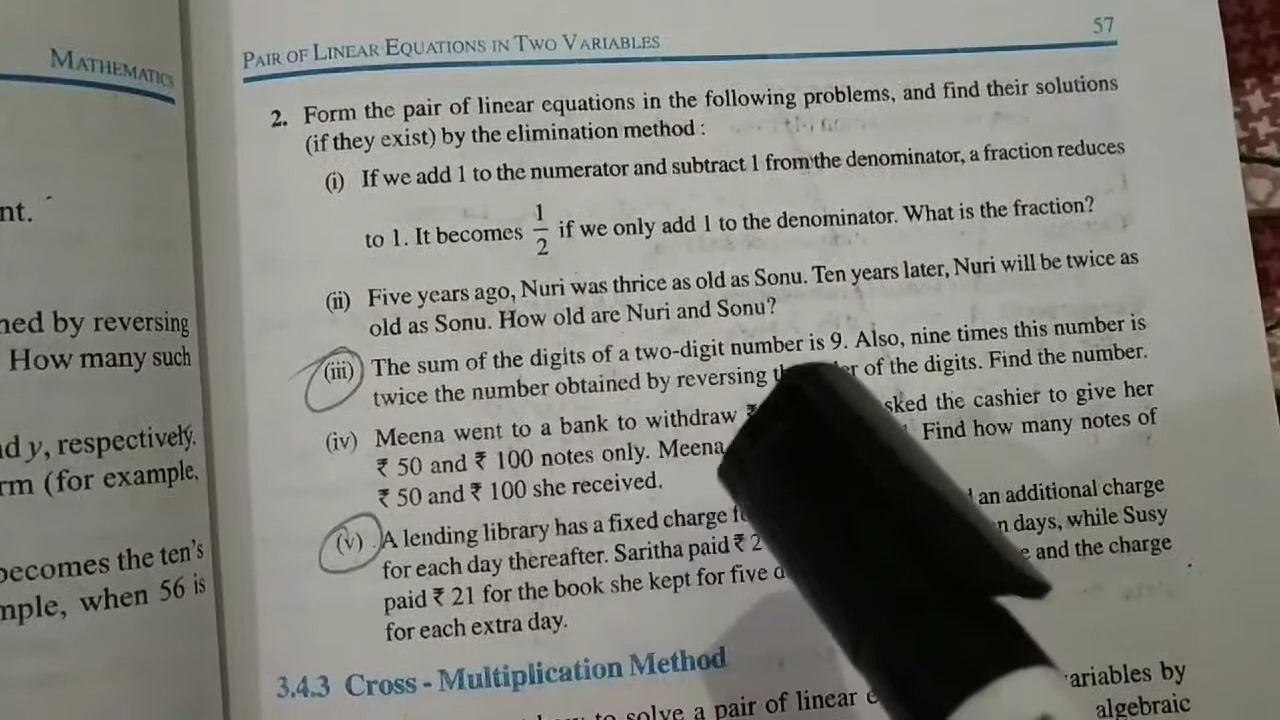 MATHEMATICS
nt.
ned by reversing
How many such
d y, respectively.
rm (for example,
becomes the ten's
mple, when 56 is
PAIR OF LINEAR EQUATIONS IN TWO VARIABLES 57
2. Form the pair of linear equations in the following problems, and find their solutions
(if they exist) by the elimination method :
(i) If we add 1 to the numerator and subtract 1 from the denominator, a fraction reduces
to 1. It becomes 1/2 if we only add 1 to the denominator. What is the fraction?
(ii) Five years ago, Nuri was thrice as old as Sonu. Ten years later, Nuri will be twice as
old as Sonu. How old are Nuri and Sonu?
(iii) The sum of the digits of a two-digit number is 9. Also, nine times this number is
twice the number obtained by reversing of the digits. Find the number.
(iv) Meena went to a bank to withdraw ₹ sked the cashier to give her
₹ 50 and ₹ 100 notes only. Meena Find how many notes of
₹ 50 and ₹ 100 she received.
(v) A lending library has a fixed charge an additional charge
for each day thereafter. Saritha paid ₹ 2 n days, while Susy
paid ₹ 21 for the book she kept for five d e and the charge
for each extra day.
3.4.3 Cross - Multiplication Method
to solve a pair of linear ariables by
algebraic